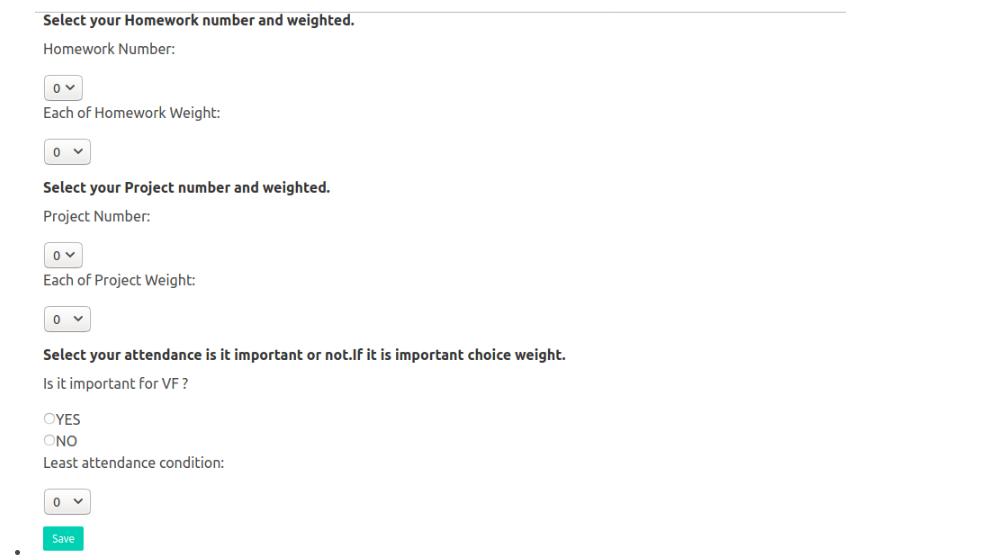 Select your Homework number and weighted.
Homework Number:
0
Each of Homework Weight:
0
Select your Project number and weighted.
Project Number:
0
Each of Project Weight:
0
Select your attendance is it important or not.If it is important choice weight.
Is it important for VF ?
YES
NO
Least attendance condition:
0
Save